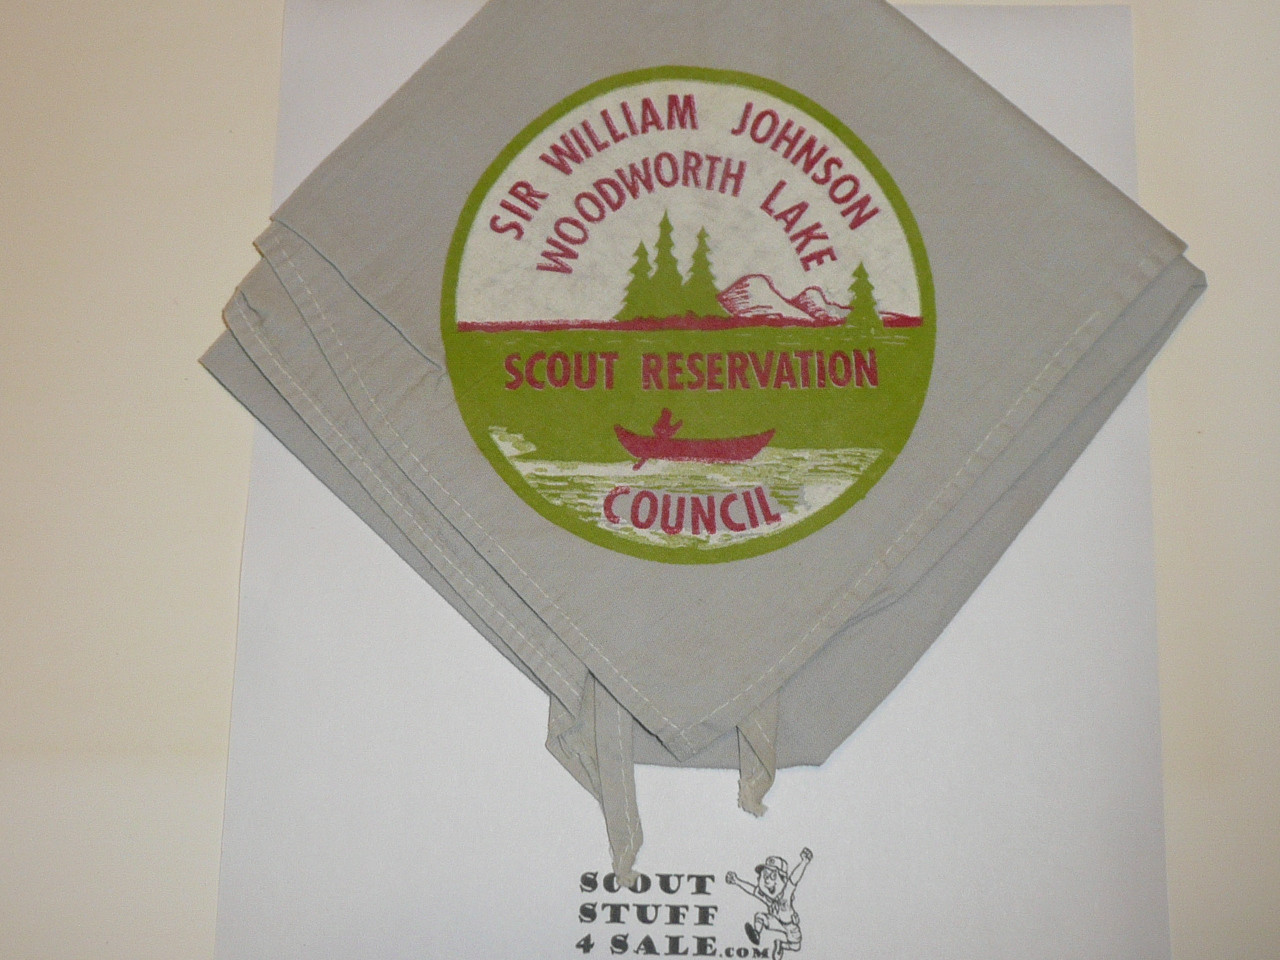 SIR WILLIAM JOHNSON
WOODWORTH LAKE
SCOUT RESERVATION
COUNCIL
SCOUT
STUFF
4 SALE.COM